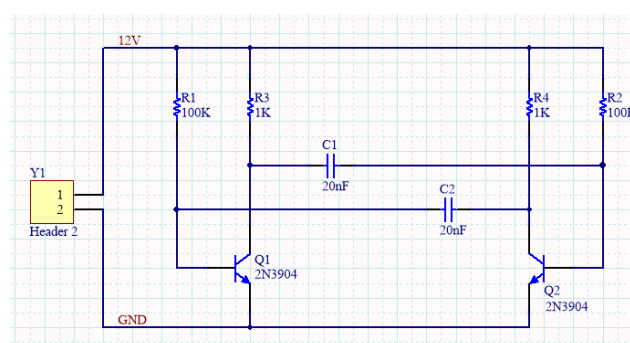 12V
R1
100K
R3
1K
R4
1K
R2
C1
20nF
Y1
1
2
Header 2
C2
20nF
Q1
2N3904
Q2
2N3904
GND